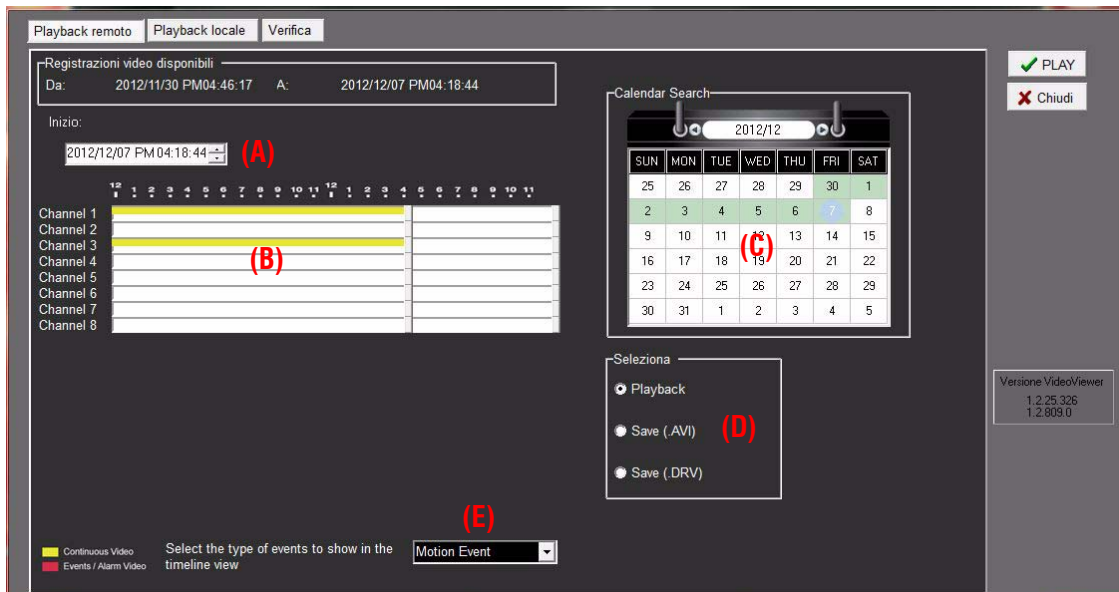 Playback remoto Playback locale Verifica
Registrazioni video disponibili
Da: 2012/11/30 PM04:46:17 A: 2012/12/07 PM04:18:44
Inizio:
2012/12/07 PM 04:18:44 (A)
12 1 2 3 4 5 6 7 8 9 10 11 12 1 2 3 4 5 6 7 8 9 10 11
Channel 1
Channel 2
Channel 3
Channel 4
Channel 5
Channel 6
Channel 7
Channel 8
(B)
Calendar Search
2012/12
SUN MON TUE WED THU FRI SAT
25 26 27 28 29 30 1
2 3 4 5 6 7 8
9 10 11 12 13 14 15
16 17 18 19 20 21 22
23 24 25 26 27 28 29
30 31 1 2 3 4 5
(C)
Seleziona
Playback
Save (.AVI)
Save (.DRV)
(D)
(E)
Continuous Video
Events / Alarm Video
Select the type of events to show in the
timeline view
Motion Event
PLAY
Chiudi
Versione VideoViewer
1.2.25.326
1.2.809.0